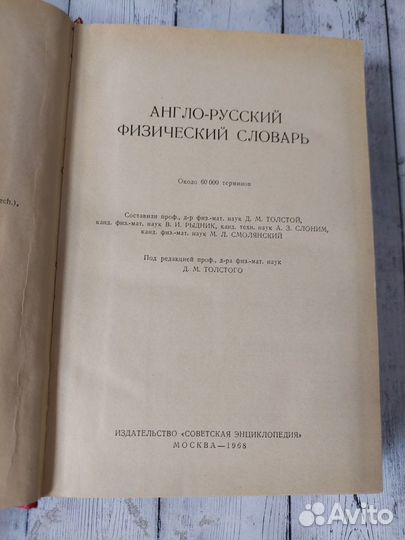 ech.),
АНГЛО-РУССКИЙ
ФИЗИЧЕСКИЙ СЛОВАРЬ
Около 60 000 терминов
Составили проф., д-р физ.-мат. наук Д. М. ТОЛСТОЙ,
канд. физ.-мат. наук В. И. РЫДНИК, канд. техн. наук А. З. СЛОНИМ,
канд. физ.-мат. наук М. Л. СМОЛЯНСКИЙ
Под редакцией проф., д-ра физ.-мат. наук
Д. М. ТОЛСТОГО
ИЗДАТЕЛЬСТВО «СОВЕТСКАЯ ЭНЦИКЛОПЕДИЯ»
МОСКВА—1968
Avito